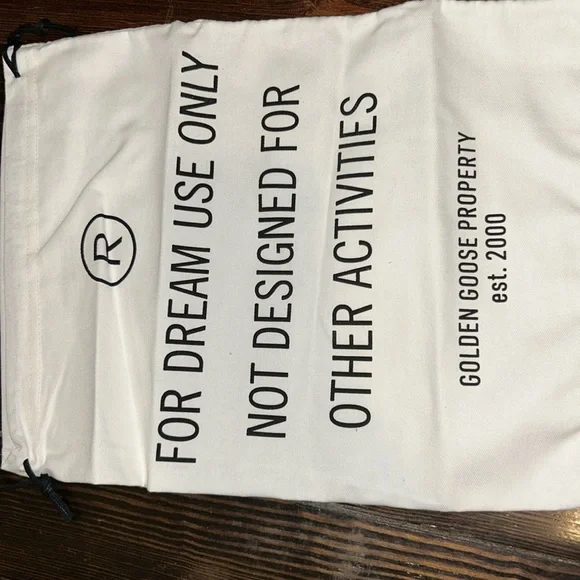 ®
FOR DREAM USE ONLY
NOT DESIGNED FOR
OTHER ACTIVITIES
GOLDEN GOOSE PROPERTY
est. 2000